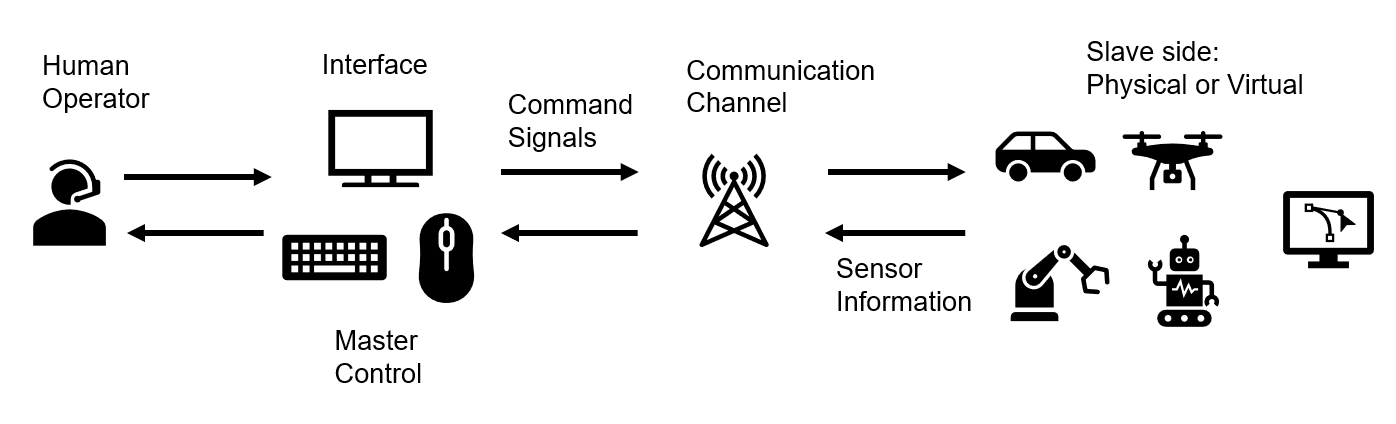 Human
Operator
Interface
Master
Control
Command
Signals
Communication
Channel
Sensor
Information
Slave side:
Physical or Virtual